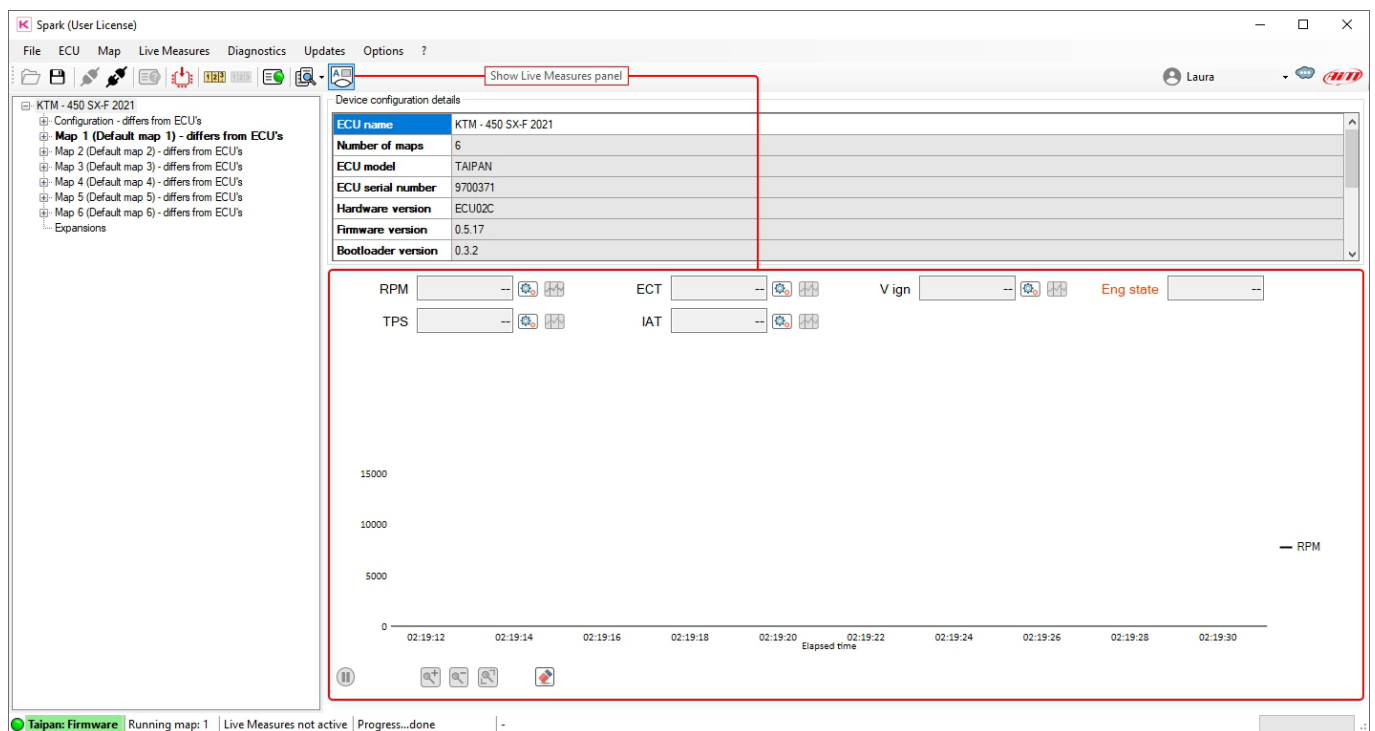 Spark (User License)
File ECU Map Live Measures Diagnostics Updates Options ?
Show Live Measures panel
Laura
AiM
KTM - 450 SX-F 2021
Configuration - differs from ECU's
Map 1 (Default map 1) - differs from ECU's
Map 2 (Default map 2) - differs from ECU's
Map 3 (Default map 3) - differs from ECU's
Map 4 (Default map 4) - differs from ECU's
Map 5 (Default map 5) - differs from ECU's
Map 6 (Default map 6) - differs from ECU's
Expansions
Device configuration details
ECU name KTM - 450 SX-F 2021
Number of maps 6
ECU model TAIPAN
ECU serial number 9700371
Hardware version ECU02C
Firmware version 0.5.17
Bootloader version 0.3.2
RPM -- ECT -- V ign -- Eng state --
TPS -- IAT --
15000
10000
5000
0
RPM
02:19:12 02:19:14 02:19:16 02:19:18 02:19:20 02:19:22 02:19:24 02:19:26 02:19:28 02:19:30
Elapsed time
Taipan: Firmware Running map: 1 Live Measures not active Progress...done -